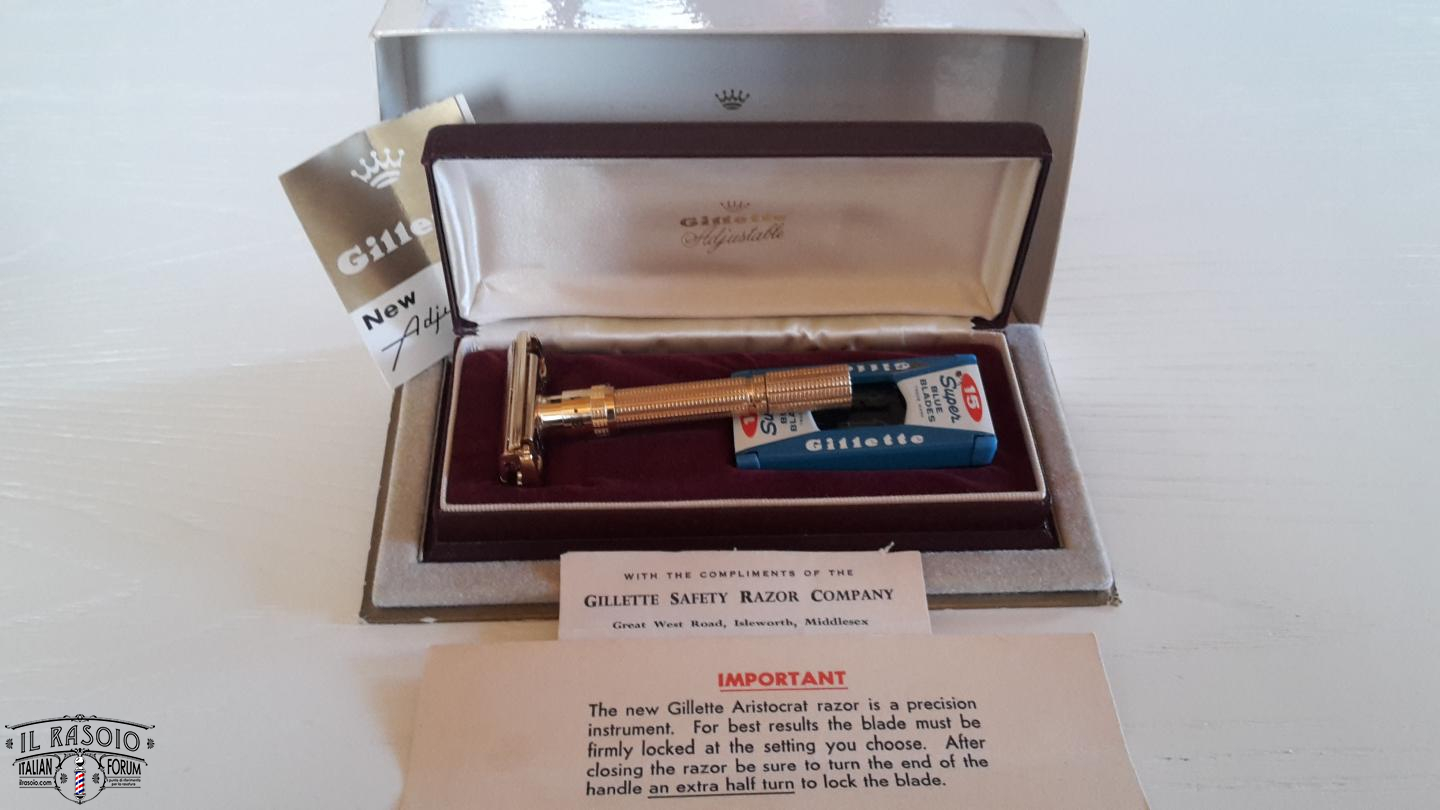 Gillette
Adjustable
Gille
New
Adju
15
Super
BLUE
BLADES
Gillette
WITH THE COMPLIMENTS OF THE
GILLETTE SAFETY RAZOR COMPANY
Great West Road, Isleworth, Middlesex
IMPORTANT
The new Gillette Aristocrat razor is a precision
instrument. For best results the blade must be
firmly locked at the setting you choose. After
closing the razor be sure to turn the end of the
handle an extra half turn to lock the blade.
IL RASOIO
ITALIAN FORUM
ilrasoio.com